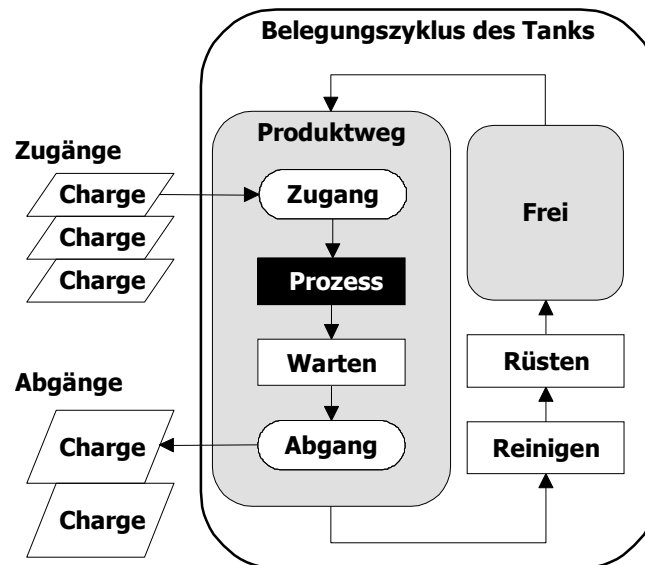 Belegungszyklus des Tanks
Produktweg
Zugänge
Charge
Charge
Charge
Zugang
Prozess
Warten
Abgang
Abgänge
Charge
Charge
Frei
Rüsten
Reinigen